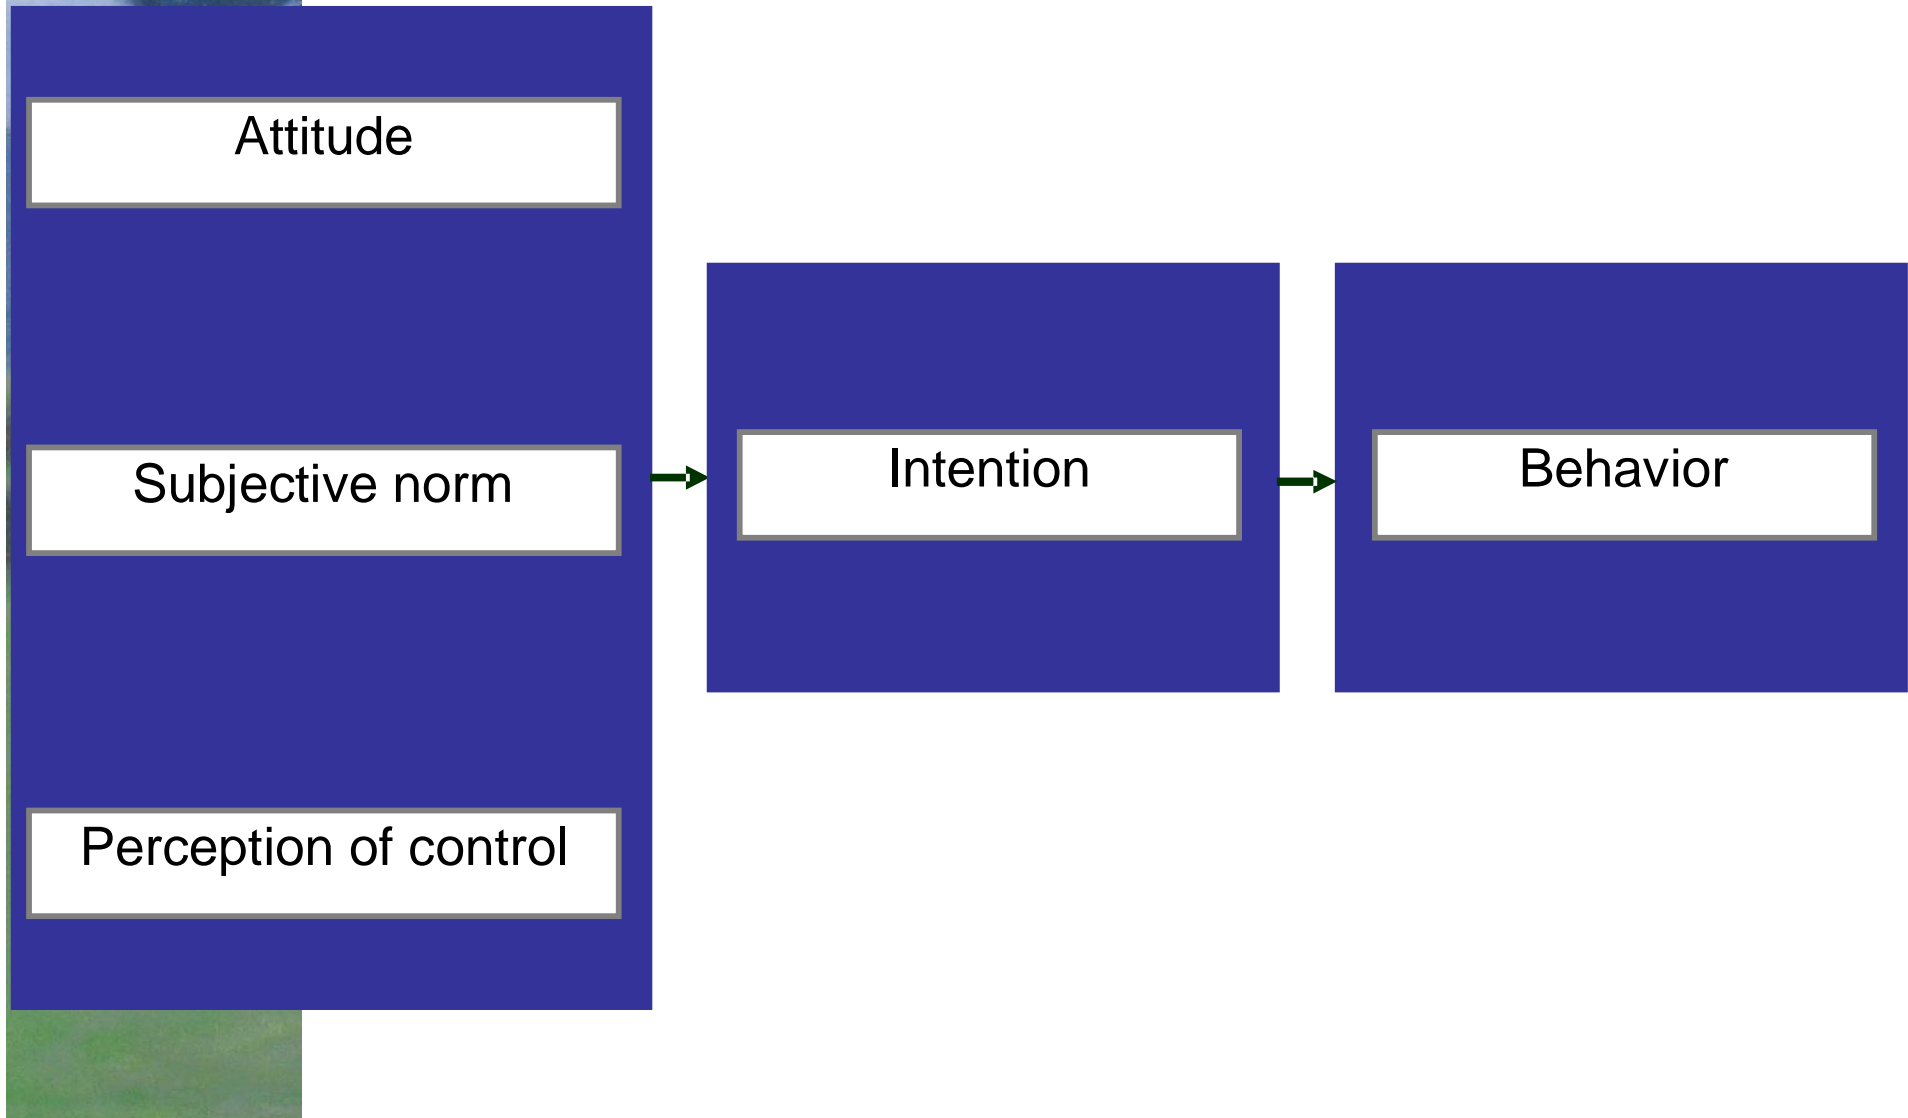 Attitude
Subjective norm
Perception of control
Intention
Behavior